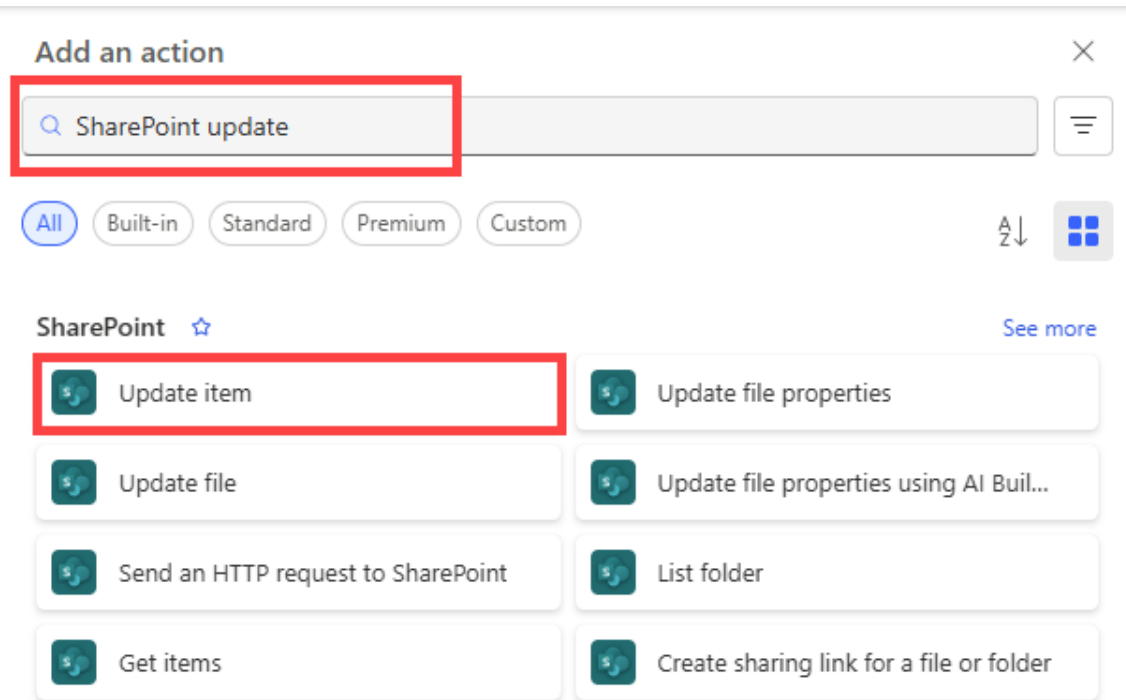 Add an action
SharePoint update
All Built-in Standard Premium Custom
SharePoint See more
Update item Update file properties
Update file Update file properties using AI Buil...
Send an HTTP request to SharePoint List folder
Get items Create sharing link for a file or folder